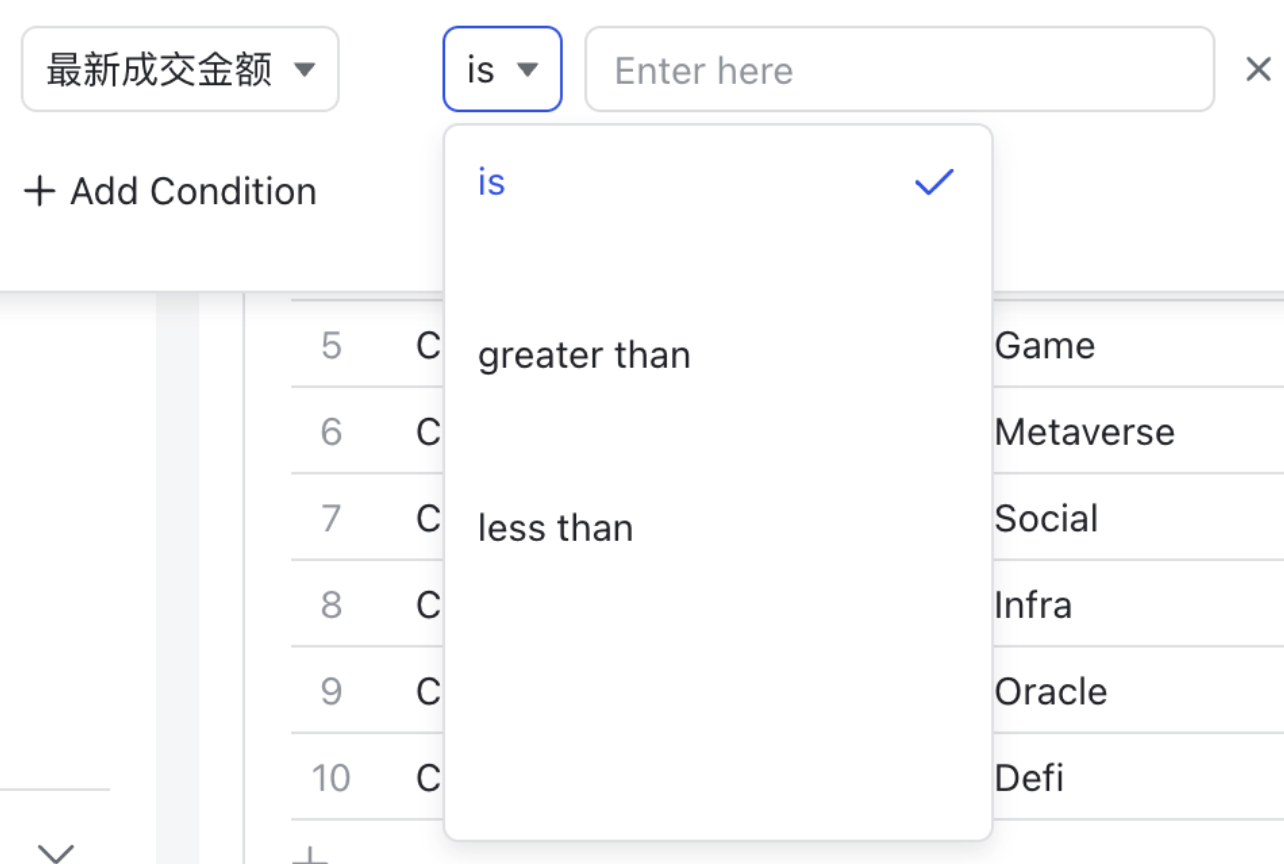 最新成交金额
is
Enter here
is
+ Add Condition
greater than
less than
5 C Game
6 C Metaverse
7 C Social
8 C Infra
9 C Oracle
10 C Defi